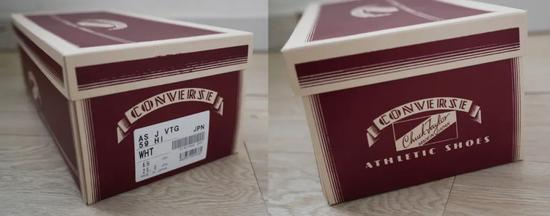 CONVERSE
AS J VTG JPN
59 HI
WHT
CONVERSE
Chuck Taylor
ATHLETIC SHOES